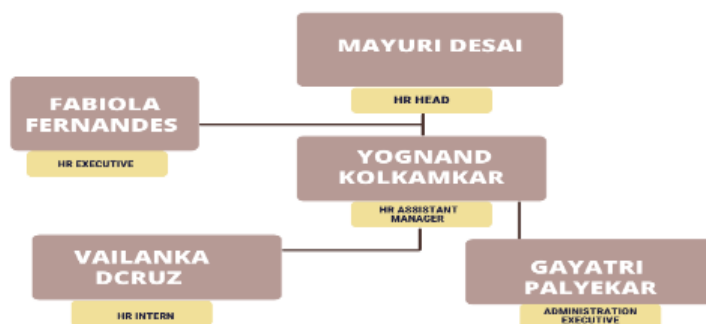 MAYURI DESAI
HR HEAD
FABIOLA
FERNANDES
HR EXECUTIVE
YOGNAND
KOLKAMKAR
HR ASSISTANT
MANAGER
VAILANKA
DCRUZ
HR INTERN
GAYATRI
PALYEKAR
ADMINISTRATION
EXECUTIVE